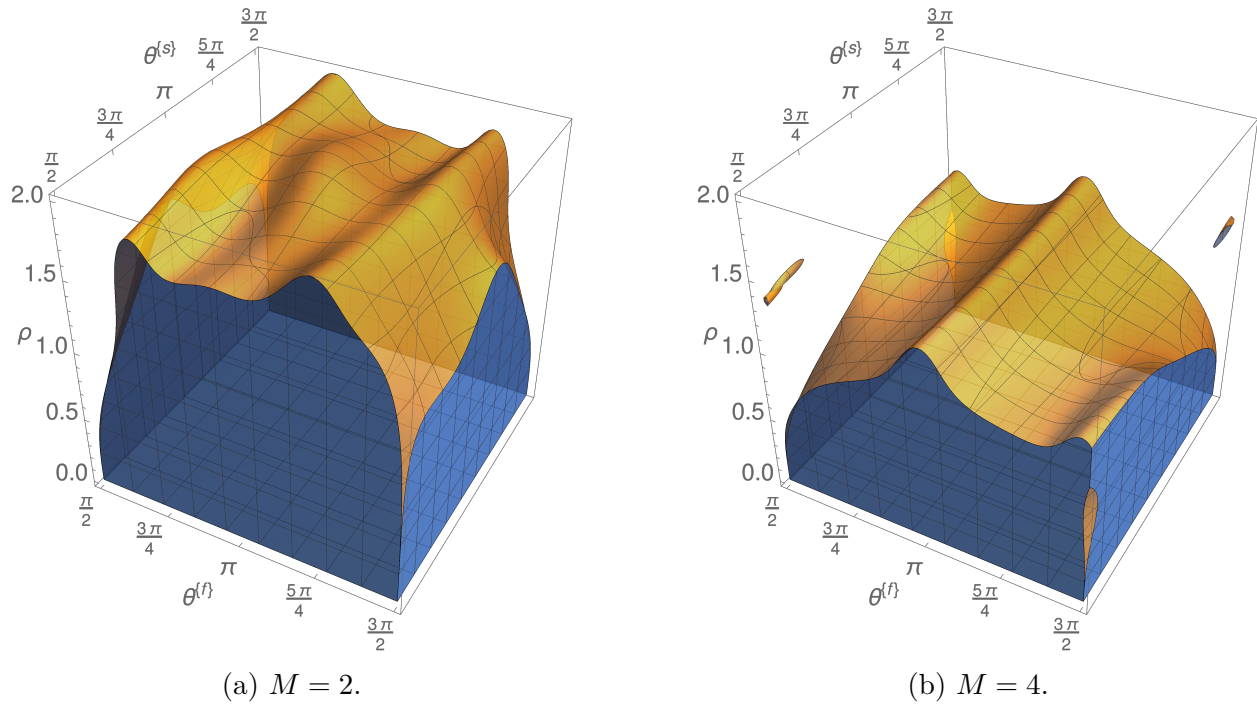 θ^{s}
π/2
3π/4
π
5π/4
3π/2
2.0
1.5
ρ 1.0
0.5
0.0
π/2
3π/4
π
5π/4
3π/2
θ^{f}
(a) M = 2.
θ^{s}
π/2
3π/4
π
5π/4
3π/2
2.0
1.5
ρ 1.0
0.5
0.0
π/2
3π/4
π
5π/4
3π/2
θ^{f}
(b) M = 4.